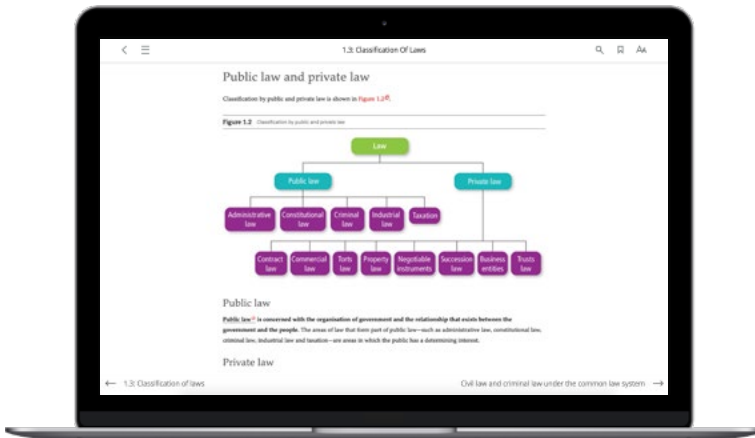 1.3: Classification Of Laws
AA
Public law and private law
Classification by public and private law is shown in Figure 1.2.
Figure 1.2 Classification by public and private law
Law
Public law
Private law
Administrative
law
Constitutional
law
Criminal
law
Industrial
law
Taxation
Contract
law
Commercial
law
Torts
law
Property
law
Negotiable
instruments
Succession
law
Business
entities
Trusts
law
Public law
Public law is concerned with the organisation of government and the relationship that exists between the
government and the people. The areas of law that form part of public law—such as administrative law, constitutional law,
criminal law, industrial law and taxation—are areas in which the public has a determining interest.
Private law
← 1.3: Classification of laws
Civil law and criminal law under the common law system →